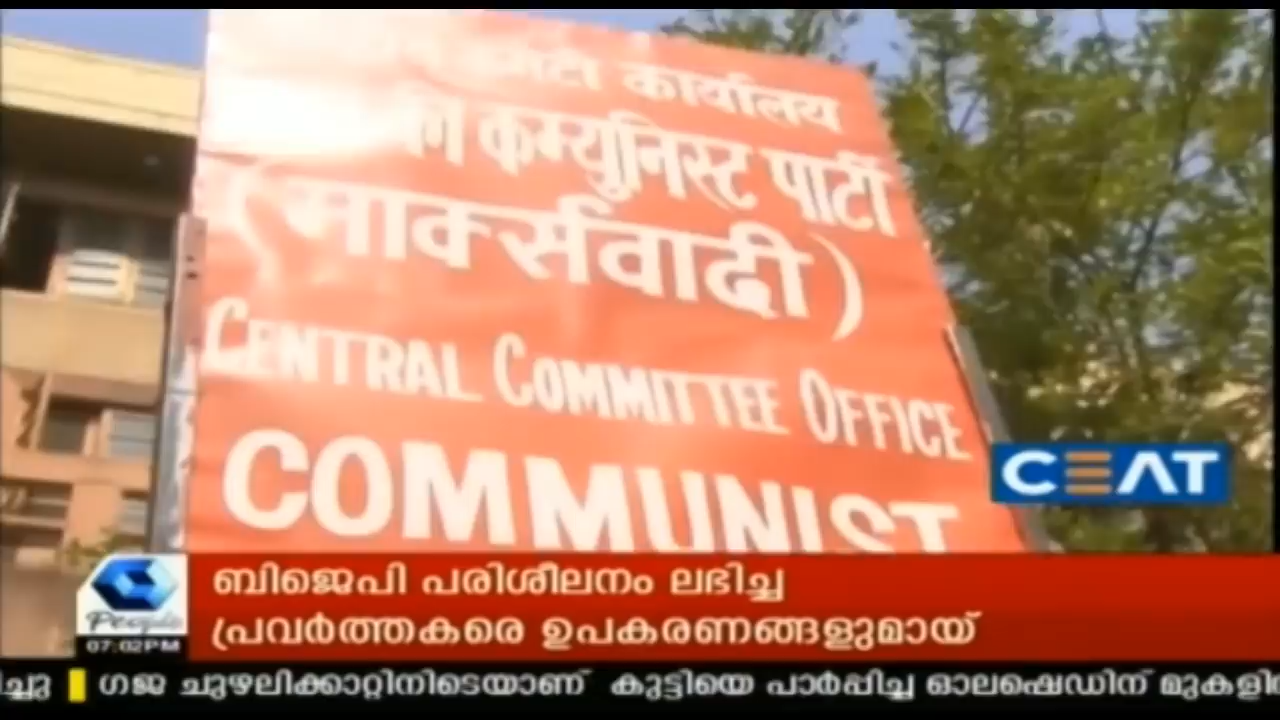 कमेटी कार्यालय
की कम्युनिस्ट पार्टी
(मार्क्सवादी)
CENTRAL COMMITTEE OFFICE
COMMUNIST
CEAT
ബിജെപി പരിശീലനം ലഭിച്ച
പ്രവർത്തകരെ ഉപകരണങ്ങളുമായ്
People
07:02PM
ഗജ ചുഴലിക്കാറ്റിനിടെയാണ് കുട്ടിയെ പാർപ്പിച്ച ഓലഷെഡിന്